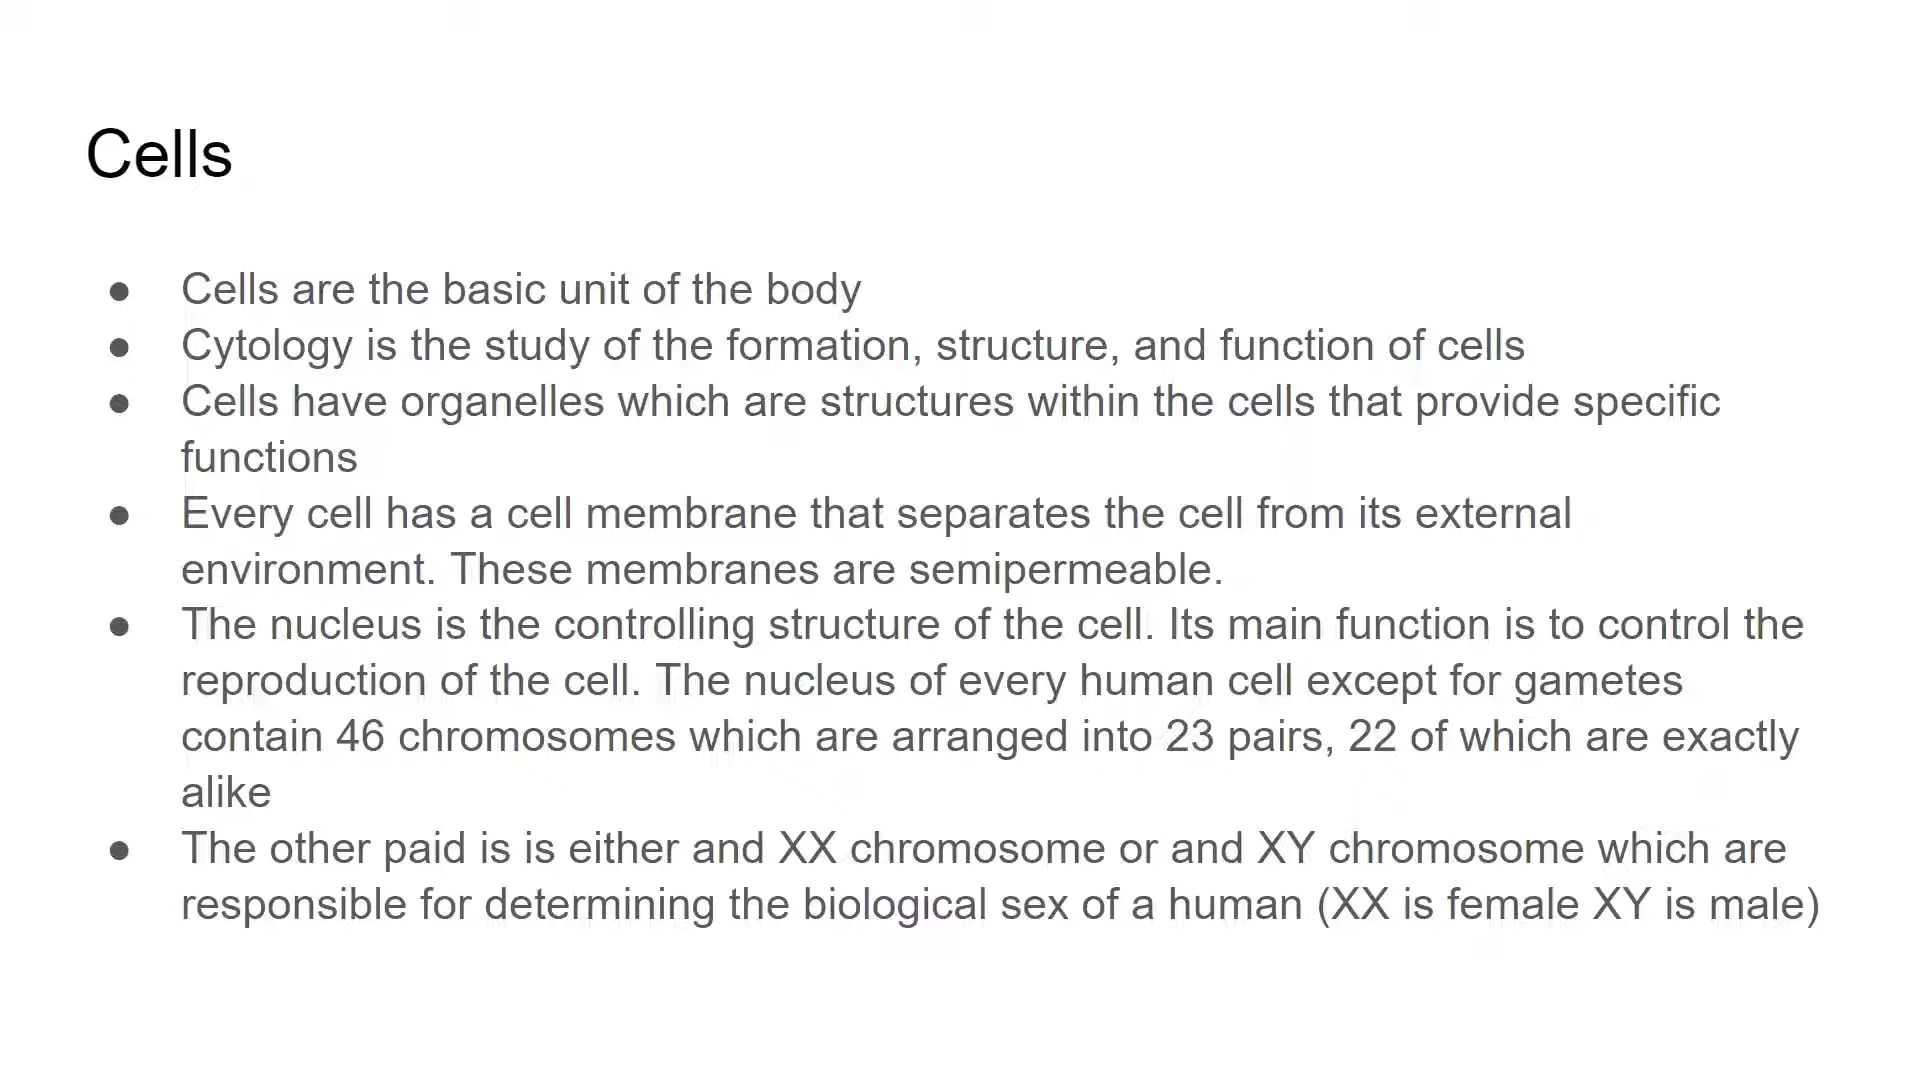 Cells
● Cells are the basic unit of the body
● Cytology is the study of the formation, structure, and function of cells
● Cells have organelles which are structures within the cells that provide specific
functions
● Every cell has a cell membrane that separates the cell from its external
environment. These membranes are semipermeable.
● The nucleus is the controlling structure of the cell. Its main function is to control the
reproduction of the cell. The nucleus of every human cell except for gametes
contain 46 chromosomes which are arranged into 23 pairs, 22 of which are exactly
alike
● The other paid is is either and XX chromosome or and XY chromosome which are
responsible for determining the biological sex of a human (XX is female XY is male)